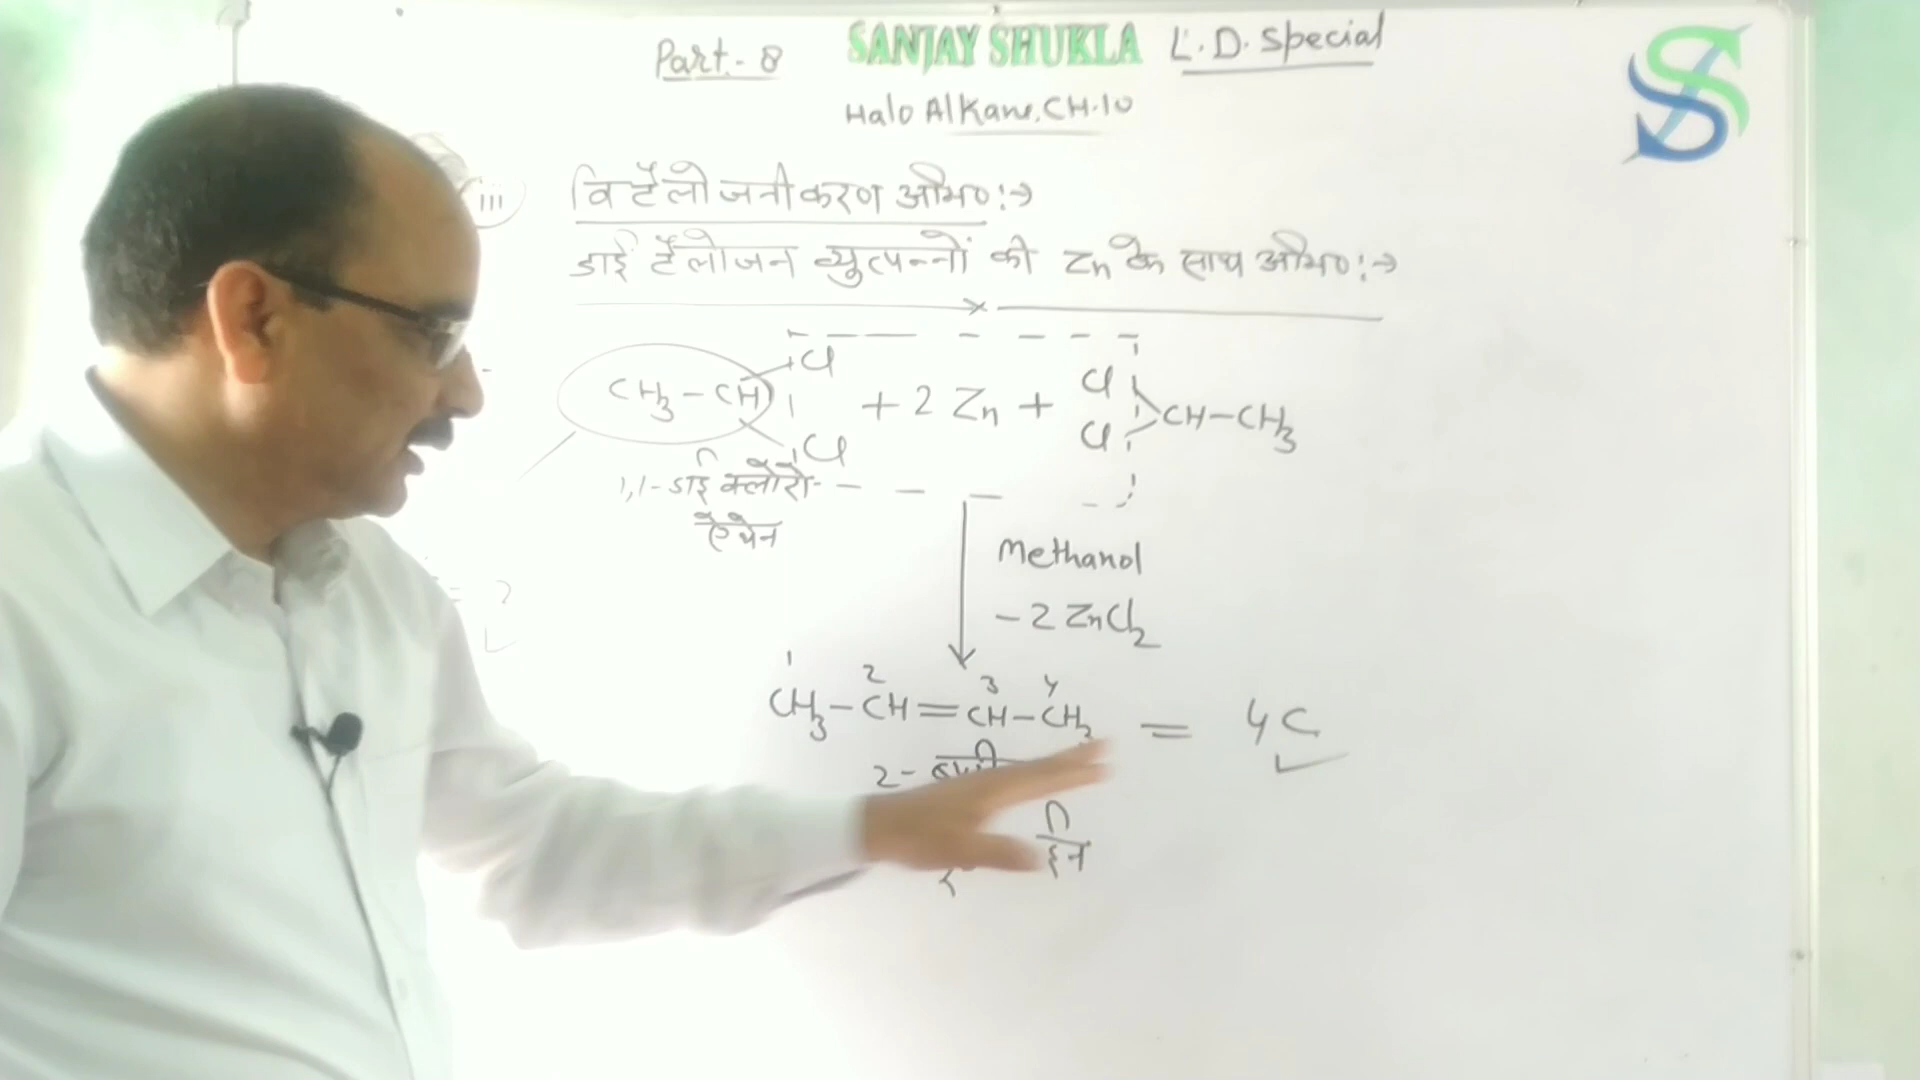 Part.-8 SANJAY SHUKLA L.D. Special
Halo Alkane, CH.10
iii विहैलोजनीकरण अभि०:→
डाई हैलोजन व्युत्पन्नों की Zn के साथ अभि०:→
Cl Cl
CH3-CH + 2 Zn + CH-CH3
Cl Cl
1,1-डाई क्लोरो-
ऐथेन
Methanol
- 2 ZnCl2
1 2 3 4
CH3-CH=CH-CH3 = 4C
2-
ईन
= ?